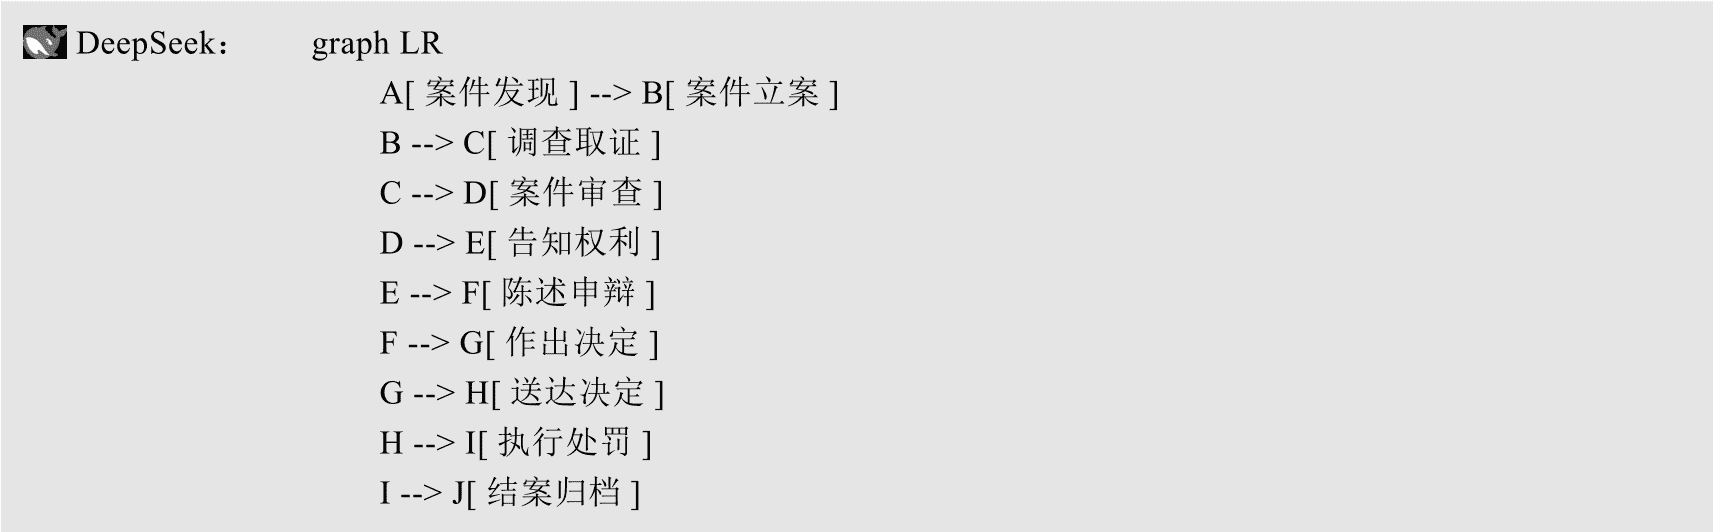 DeepSeek： graph LR
A[ 案件发现 ] --> B[ 案件立案 ]
B --> C[ 调查取证 ]
C --> D[ 案件审查 ]
D --> E[ 告知权利 ]
E --> F[ 陈述申辩 ]
F --> G[ 作出决定 ]
G --> H[ 送达决定 ]
H --> I[ 执行处罚 ]
I --> J[ 结案归档 ]